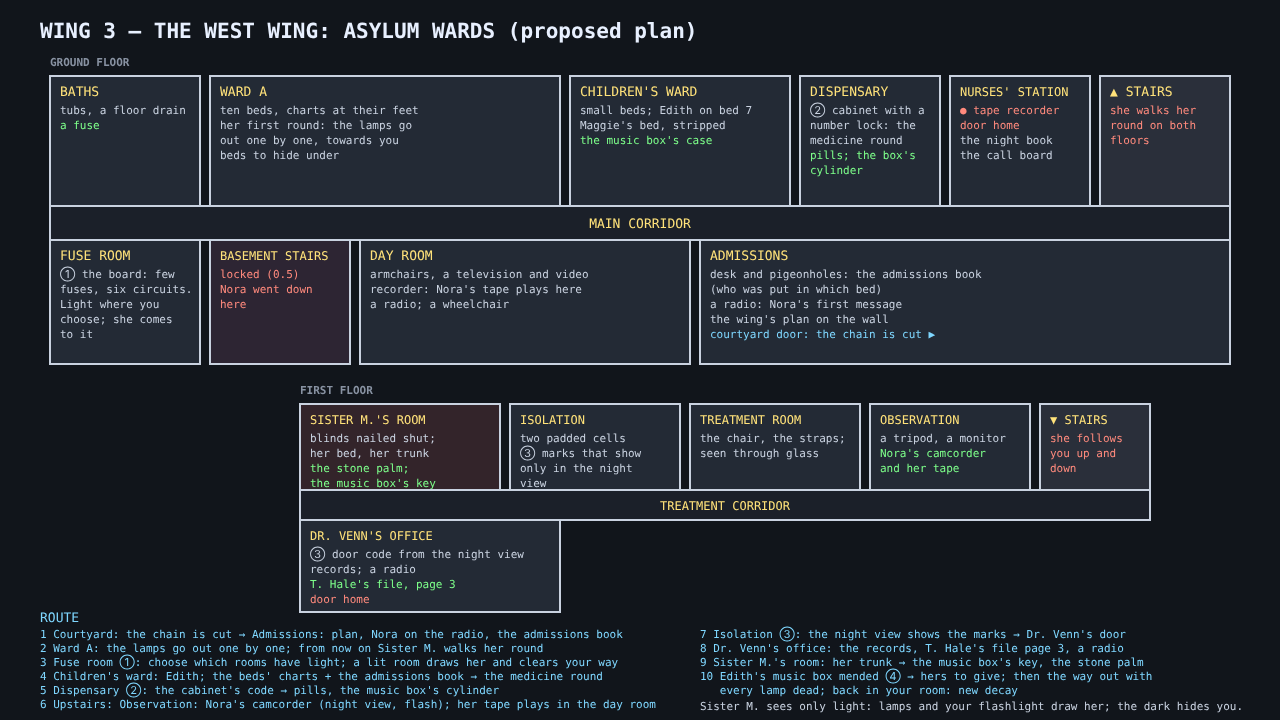 WING 3 — THE WEST WING: ASYLUM WARDS (proposed plan)
GROUND FLOOR
BATHS
tubs, a floor drain
a fuse
WARD A
ten beds, charts at their feet
her first round: the lamps go
out one by one, towards you
beds to hide under
CHILDREN'S WARD
small beds; Edith on bed 7
Maggie's bed, stripped
the music box's case
DISPENSARY
② cabinet with a
number lock: the
medicine round
pills; the box's
cylinder
NURSES' STATION
● tape recorder
door home
the night book
the call board
▲ STAIRS
she walks her
round on both
floors
MAIN CORRIDOR
FUSE ROOM
① the board: few
fuses, six circuits.
Light where you
choose; she comes
to it
BASEMENT STAIRS
locked (0.5)
Nora went down
here
DAY ROOM
armchairs, a television and video
recorder: Nora's tape plays here
a radio; a wheelchair
ADMISSIONS
desk and pigeonholes: the admissions book
(who was put in which bed)
a radio: Nora's first message
the wing's plan on the wall
courtyard door: the chain is cut ▶
FIRST FLOOR
SISTER M.'S ROOM
blinds nailed shut;
her bed, her trunk
the stone palm;
the music box's key
ISOLATION
two padded cells
③ marks that show
only in the night
view
TREATMENT ROOM
the chair, the straps;
seen through glass
OBSERVATION
a tripod, a monitor
Nora's camcorder
and her tape
▼ STAIRS
she follows
you up and
down
TREATMENT CORRIDOR
DR. VENN'S OFFICE
③ door code from the night view
records; a radio
T. Hale's file, page 3
door home
ROUTE
1 Courtyard: the chain is cut → Admissions: plan, Nora on the radio, the admissions book
2 Ward A: the lamps go out one by one; from now on Sister M. walks her round
3 Fuse room ①: choose which rooms have light; a lit room draws her and clears your way
4 Children's ward: Edith; the beds' charts + the admissions book → the medicine round
5 Dispensary ②: the cabinet's code → pills, the music box's cylinder
6 Upstairs: Observation: Nora's camcorder (night view, flash); her tape plays in the day room
7 Isolation ③: the night view shows the marks → Dr. Venn's door
8 Dr. Venn's office: the records, T. Hale's file page 3, a radio
9 Sister M.'s room: her trunk → the music box's key, the stone palm
10 Edith's music box mended ④ → hers to give; then the way out with
every lamp dead; back in your room: new decay
Sister M. sees only light: lamps and your flashlight draw her; the dark hides you.